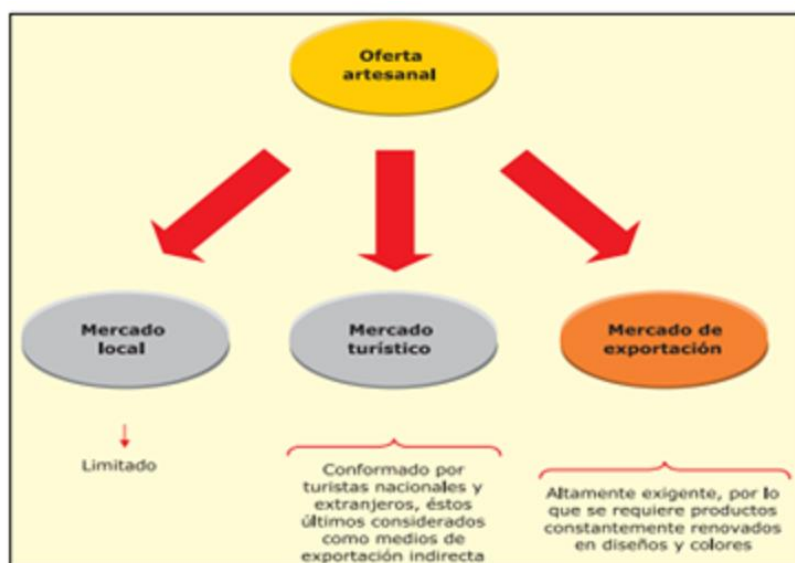 Oferta
artesanal
Mercado
local
Mercado
turístico
Mercado de
exportación
Limitado
Conformado por
turistas nacionales y
extranjeros, éstos
últimos considerados
como medios de
exportación indirecta
Altamente exigente, por lo
que se requiere productos
constantemente renovados
en diseños y colores